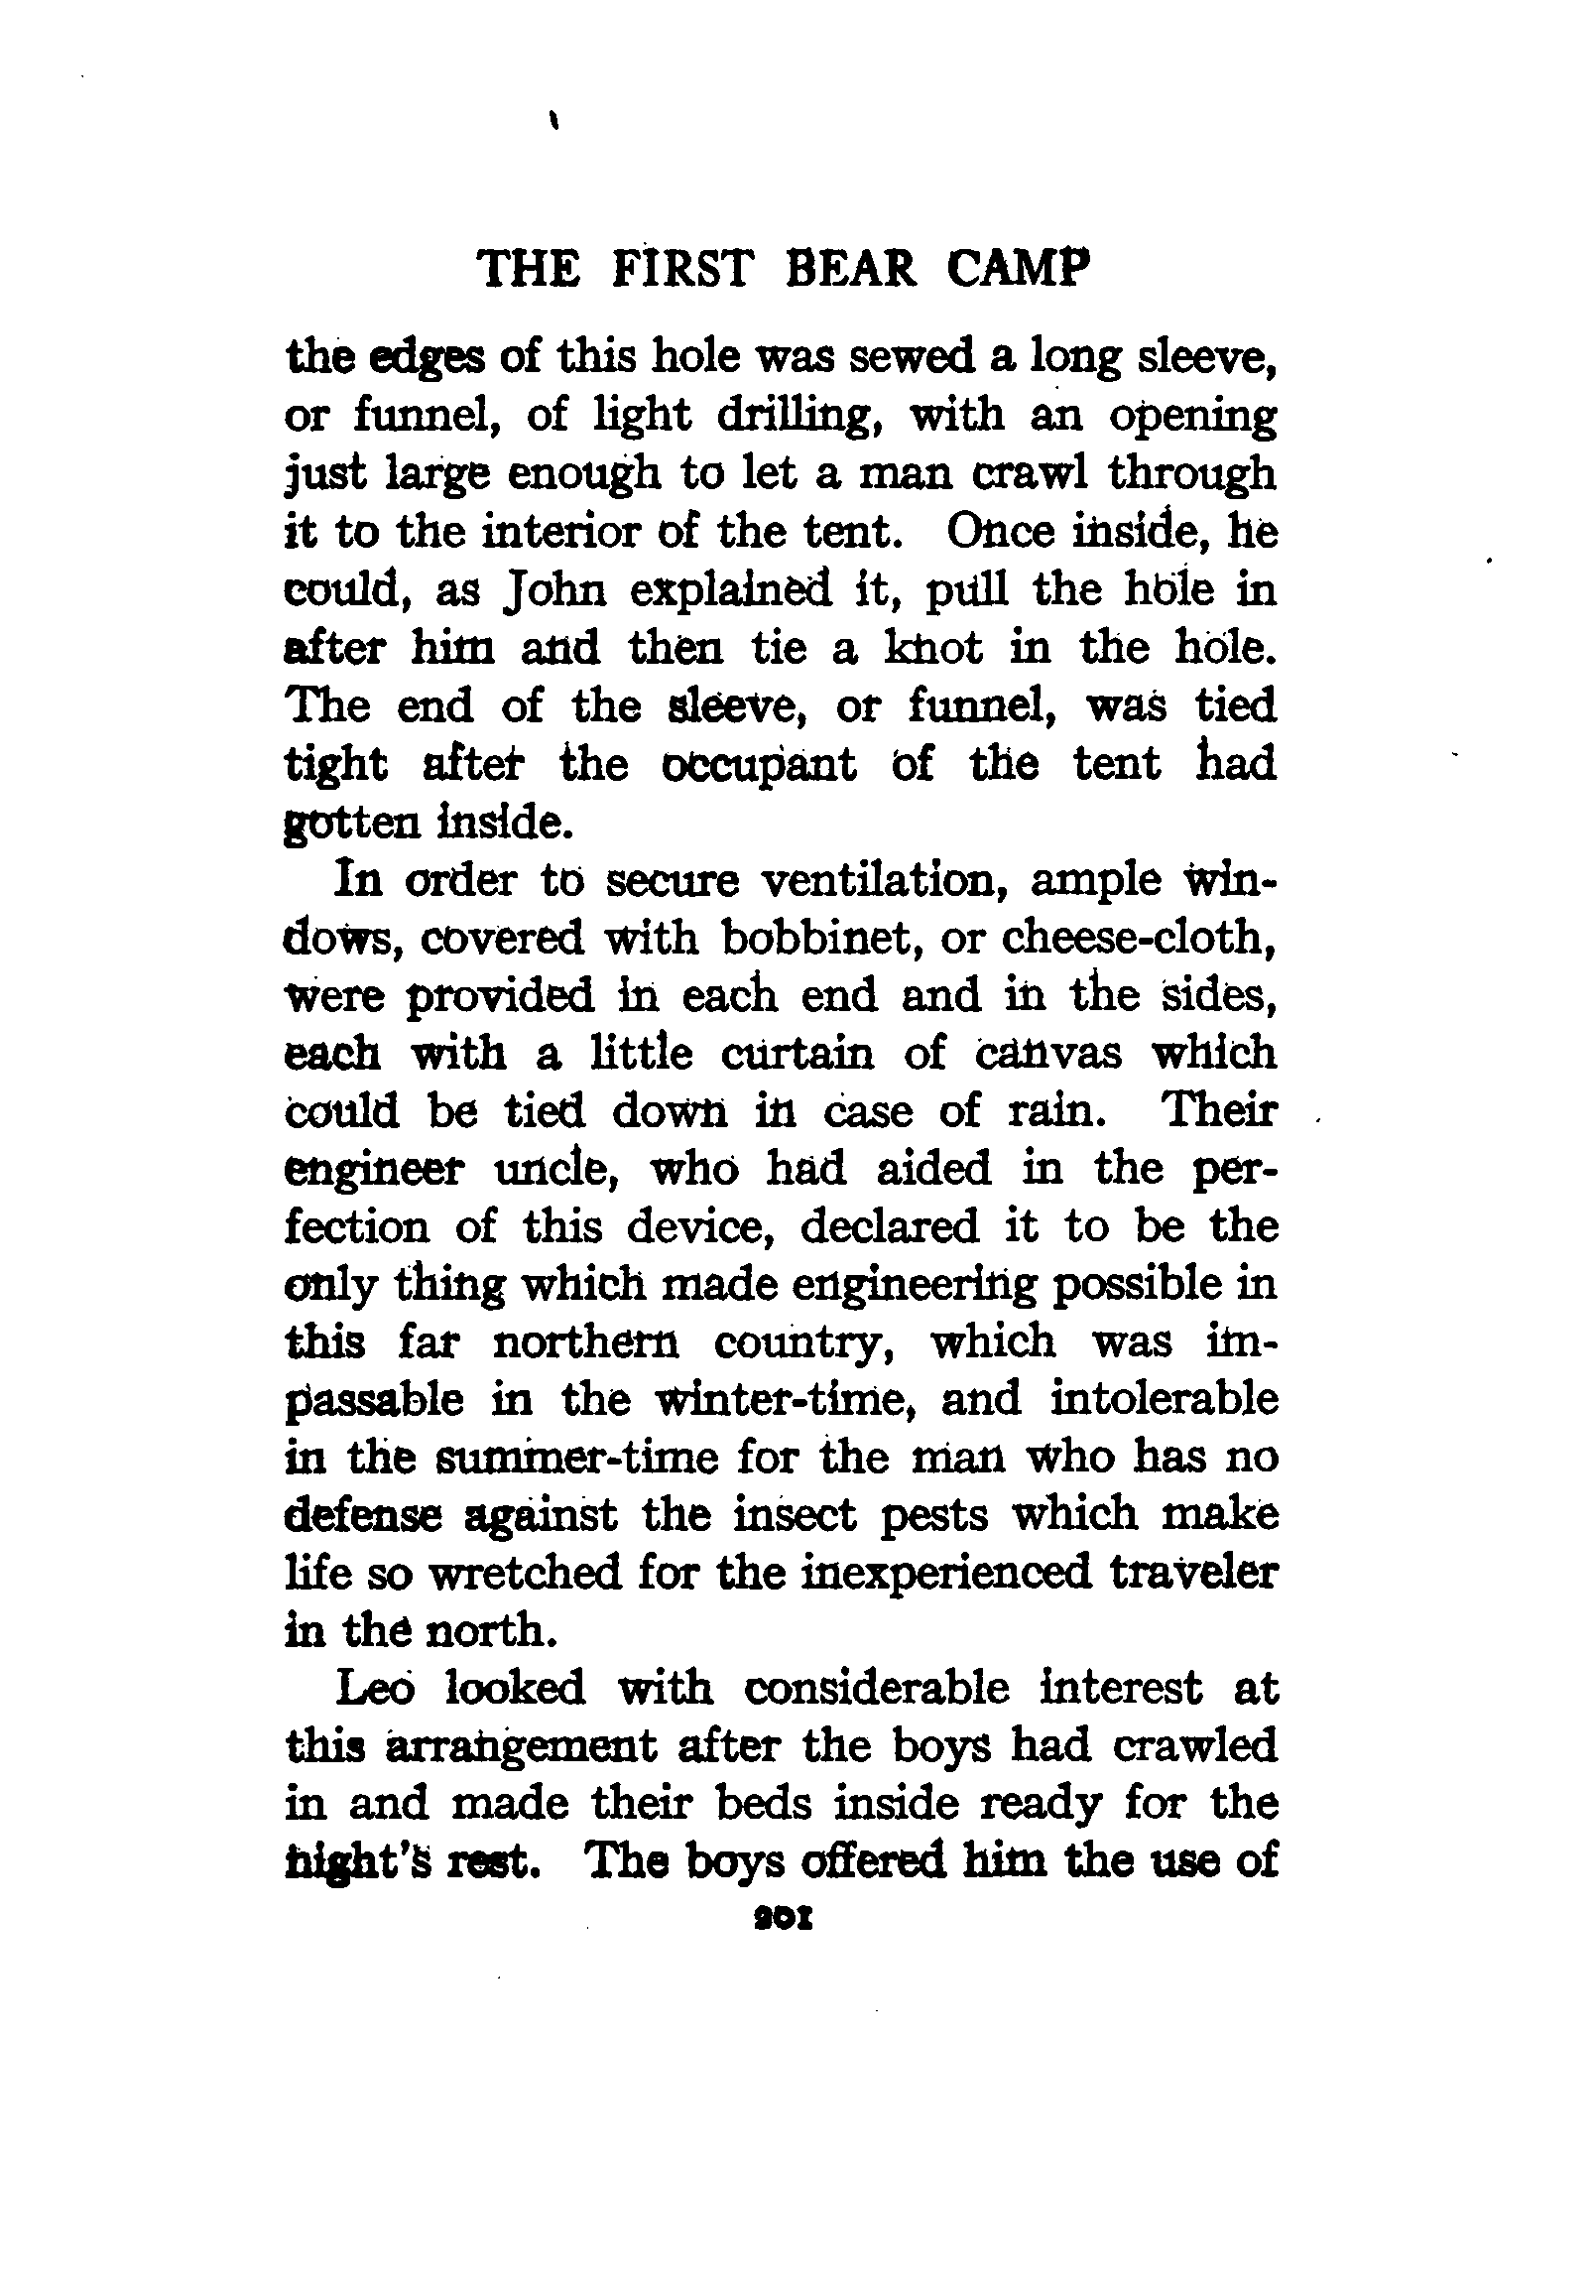 THE FIRST BEAR CAMP
the edges of this hole was sewed a long sleeve,
or funnel, of light drilling, with an opening
just large enough to let a man crawl through
it to the interior of the tent. Once inside, he
could, as John explained it, pull the hole in
after him and then tie a knot in the hole.
The end of the sleeve, or funnel, was tied
tight after the occupant of the tent had
gotten inside.
In order to secure ventilation, ample win-
dows, covered with bobbinet, or cheese-cloth,
were provided in each end and in the sides,
each with a little curtain of canvas which
could be tied down in case of rain. Their
engineer uncle, who had aided in the per-
fection of this device, declared it to be the
only thing which made engineering possible in
this far northern country, which was im-
passable in the winter-time, and intolerable
in the summer-time for the man who has no
defense against the insect pests which make
life so wretched for the inexperienced traveler
in the north.
Leo looked with considerable interest at
this arrangement after the boys had crawled
in and made their beds inside ready for the
night's rest. The boys offered him the use of
201